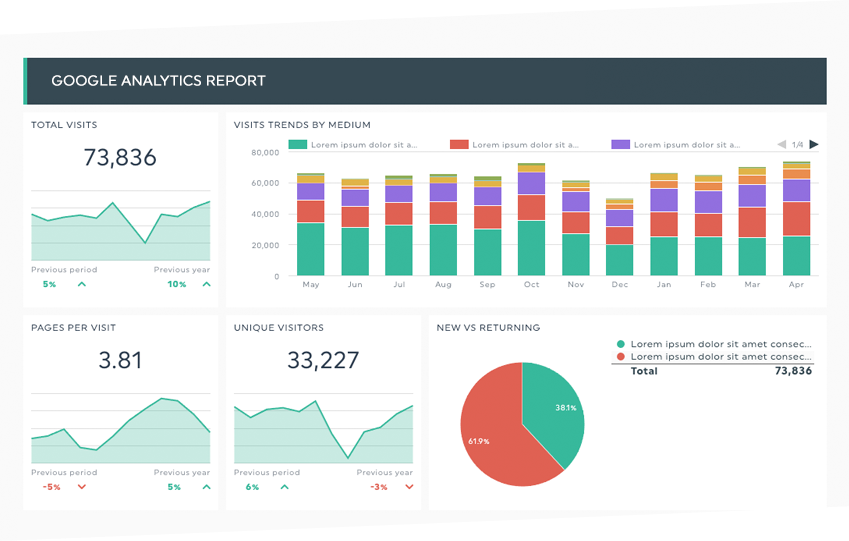 GOOGLE ANALYTICS REPORT
TOTAL VISITS
73,836
Previous period
Previous year
5%
10%
VISITS TRENDS BY MEDIUM
Lorem ipsum dolor sit a...
Lorem ipsum dolor sit a...
Lorem ipsum dolor sit a...
1/4
80,000
60,000
40,000
20,000
0
May Jun Jul Aug Sep Oct Nov Dec Jan Feb Mar Apr
PAGES PER VISIT
3.81
Previous period
Previous year
-5%
5%
UNIQUE VISITORS
33,227
Previous period
Previous year
6%
-3%
NEW VS RETURNING
38.1%
61.9%
Lorem ipsum dolor sit amet consec...
Lorem ipsum dolor sit amet consec...
Total 73,836